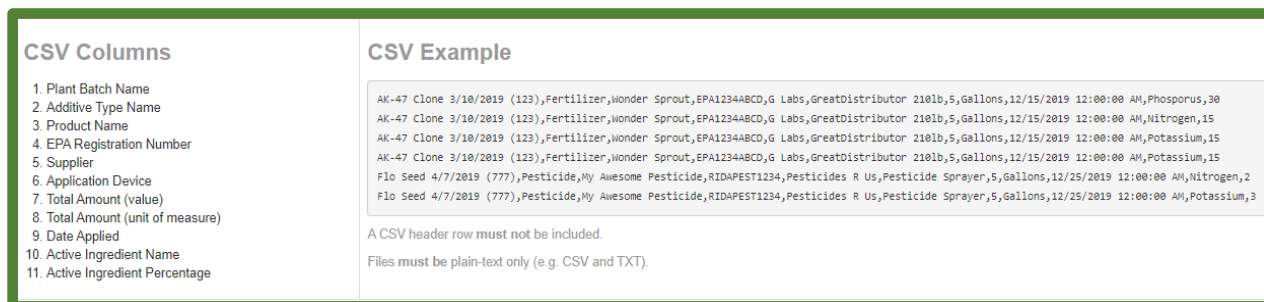 CSV Columns
1. Plant Batch Name
2. Additive Type Name
3. Product Name
4. EPA Registration Number
5. Supplier
6. Application Device
7. Total Amount (value)
8. Total Amount (unit of measure)
9. Date Applied
10. Active Ingredient Name
11. Active Ingredient Percentage
CSV Example
AK-47 Clone 3/10/2019 (123),Fertilizer,Wonder Sprout,EPA1234ABCD,G Labs,GreatDistributor 210lb,5,Gallons,12/15/2019 12:00:00 AM,Phosporus,30
AK-47 Clone 3/10/2019 (123),Fertilizer,Wonder Sprout,EPA1234ABCD,G Labs,GreatDistributor 210lb,5,Gallons,12/15/2019 12:00:00 AM,Nitrogen,15
AK-47 Clone 3/10/2019 (123),Fertilizer,Wonder Sprout,EPA1234ABCD,G Labs,GreatDistributor 210lb,5,Gallons,12/15/2019 12:00:00 AM,Potassium,15
AK-47 Clone 3/10/2019 (123),Fertilizer,Wonder Sprout,EPA1234ABCD,G Labs,GreatDistributor 210lb,5,Gallons,12/15/2019 12:00:00 AM,Potassium,15
Flo Seed 4/7/2019 (777),Pesticide,My Awesome Pesticide,RIDAPEST1234,Pesticides R Us,Pesticide Sprayer,5,Gallons,12/25/2019 12:00:00 AM,Nitrogen,2
Flo Seed 4/7/2019 (777),Pesticide,My Awesome Pesticide,RIDAPEST1234,Pesticides R Us,Pesticide Sprayer,5,Gallons,12/25/2019 12:00:00 AM,Potassium,3
A CSV header row must not be included.
Files must be plain-text only (e.g. CSV and TXT).